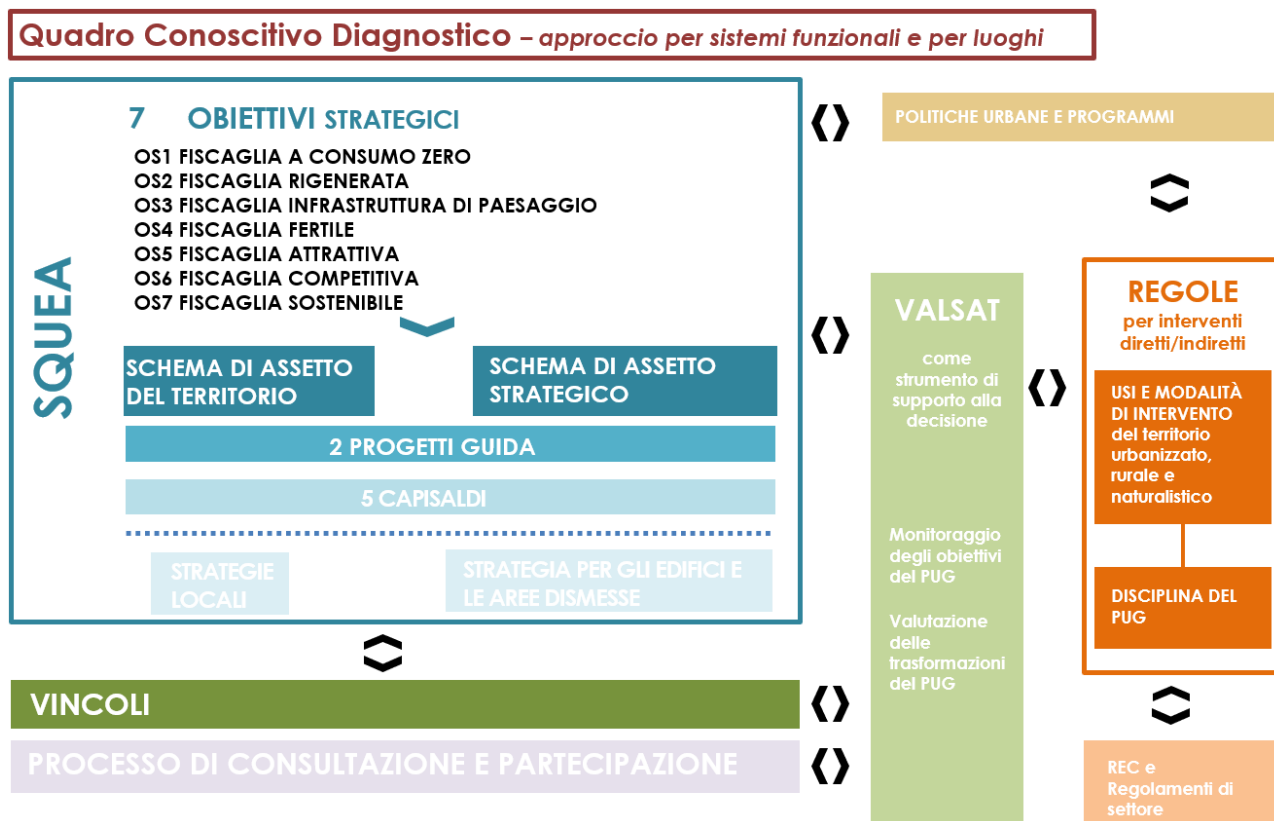 Quadro Conoscitivo Diagnostico – approccio per sistemi funzionali e per luoghi
SQUEA
7 OBIETTIVI STRATEGICI
OS1 FISCAGLIA A CONSUMO ZERO
OS2 FISCAGLIA RIGENERATA
OS3 FISCAGLIA INFRASTRUTTURA DI PAESAGGIO
OS4 FISCAGLIA FERTILE
OS5 FISCAGLIA ATTRATTIVA
OS6 FISCAGLIA COMPETITIVA
OS7 FISCAGLIA SOSTENIBILE
SCHEMA DI ASSETTO
DEL TERRITORIO
SCHEMA DI ASSETTO
STRATEGICO
2 PROGETTI GUIDA
5 CAPISALDI
STRATEGIE
LOCALI
STRATEGIA PER GLI EDIFICI E
LE AREE DISMESSE
VINCOLI
PROCESSO DI CONSULTAZIONE E PARTECIPAZIONE
POLITICHE URBANE E PROGRAMMI
VALSAT
come
strumento di
supporto alla
decisione
Monitoraggio
degli obiettivi
del PUG
Valutazione
delle
trasformazioni
del PUG
REGOLE
per interventi
diretti/indiretti
USI E MODALITÀ
DI INTERVENTO
del territorio
urbanizzato,
rurale e
naturalistico
DISCIPLINA DEL
PUG
REC e
Regolamenti di
settore